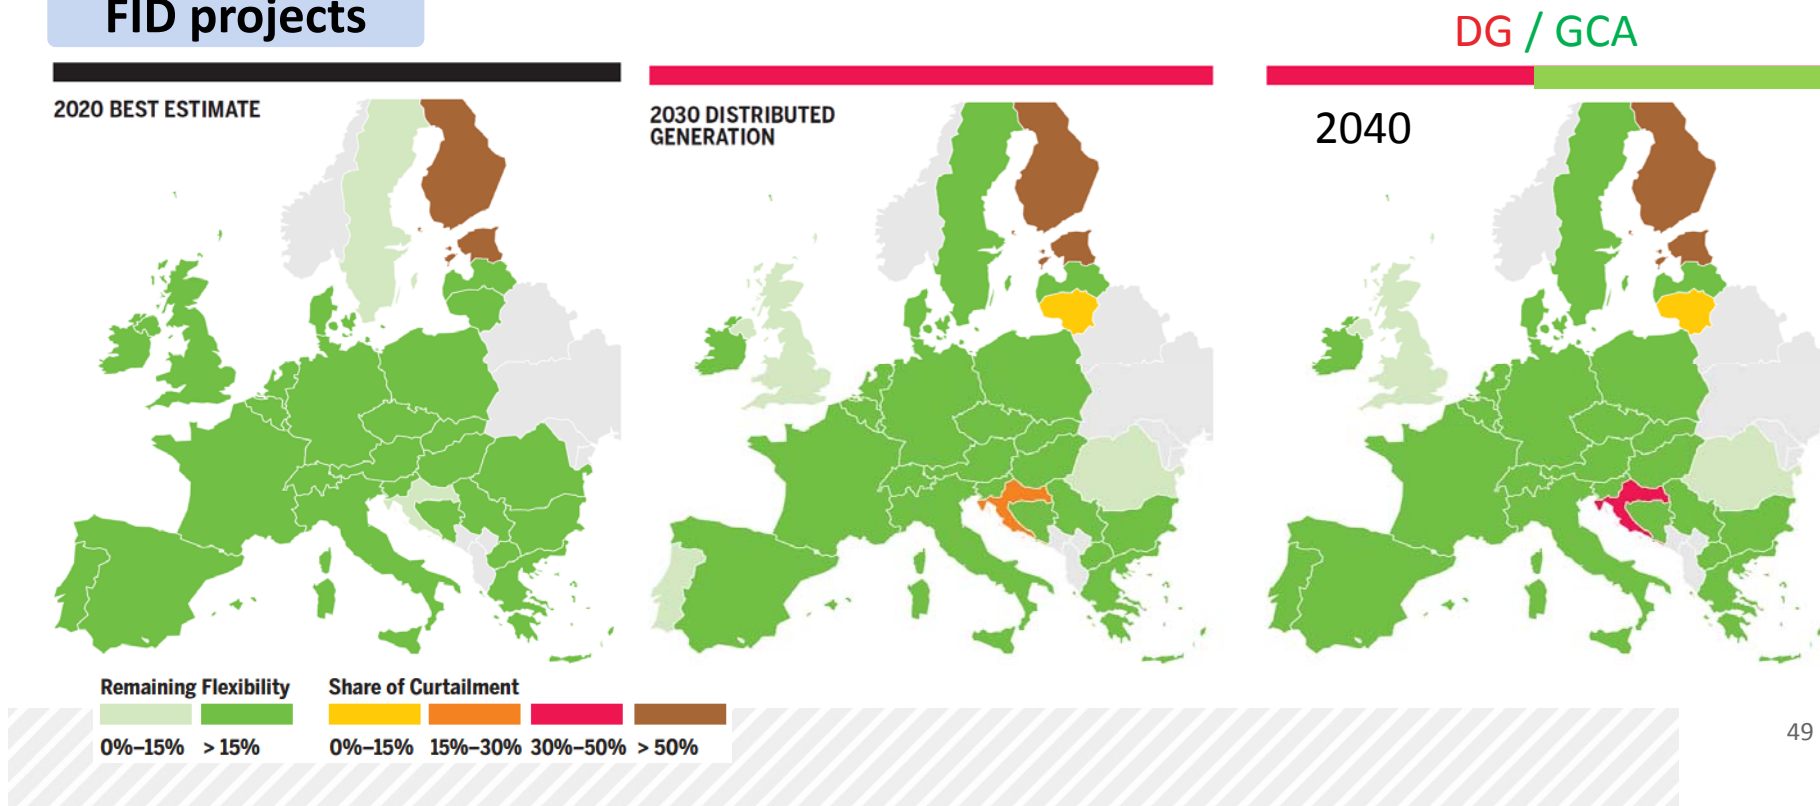 FID projects
DG / GCA
2020 BEST ESTIMATE
2030 DISTRIBUTED
GENERATION
2040
Remaining Flexibility
Share of Curtailment
0%–15%
> 15%
0%–15%
15%–30%
30%–50%
> 50%
49